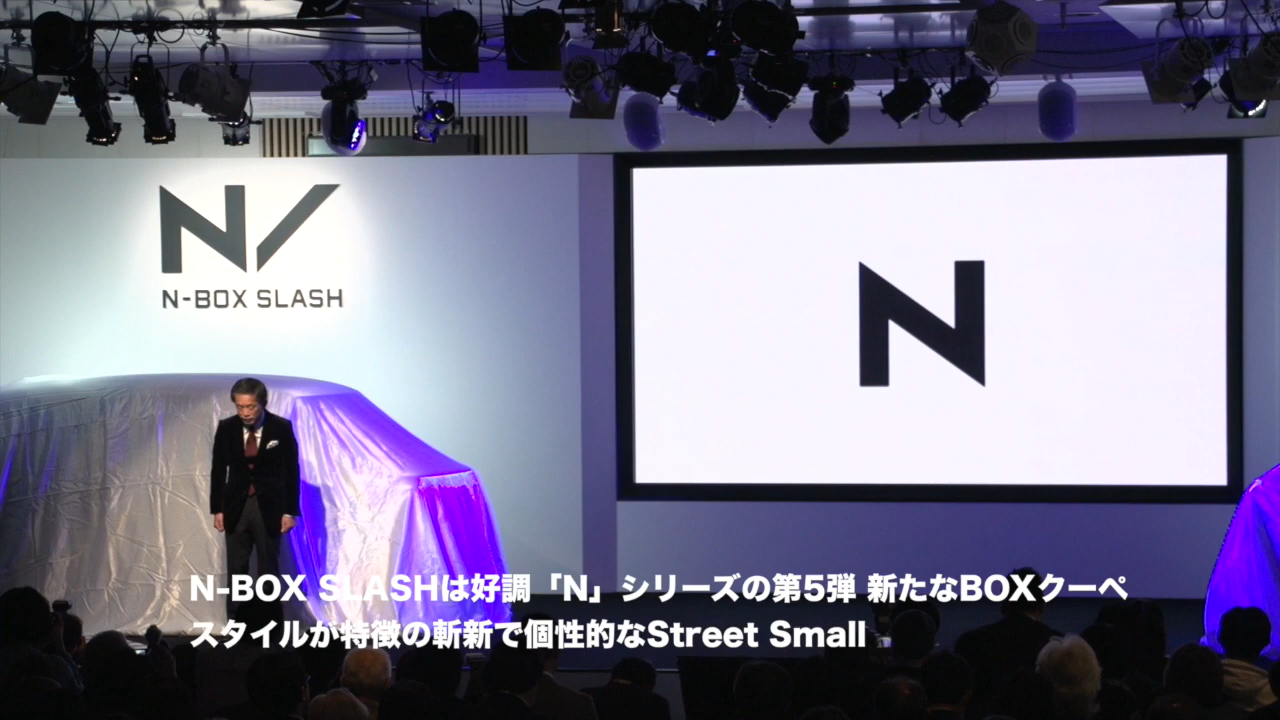 N/
N-BOX SLASH
N
N-BOX SLASHは好調「N」シリーズの第5弾 新たなBOXクーペ
スタイルが特徴の斬新で個性的なStreet Small